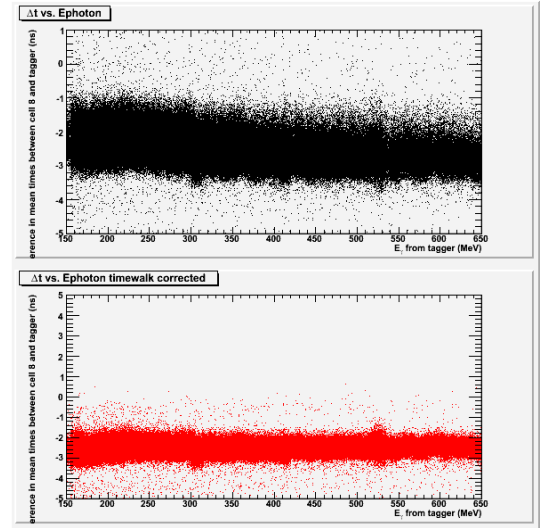 Δt vs. Ephoton
erence in mean times between cell 8 and tagger (ns)
1
0
-1
-2
-3
-4
-5
150 200 250 300 350 400 450 500 550 600 650
Eγ from tagger (MeV)
Δt vs. Ephoton timewalk corrected
erence in mean times between cell 8 and tagger (ns)
5
4
3
2
1
0
-1
-2
-3
-4
-5
150 200 250 300 350 400 450 500 550 600 650
Eγ from tagger (MeV)